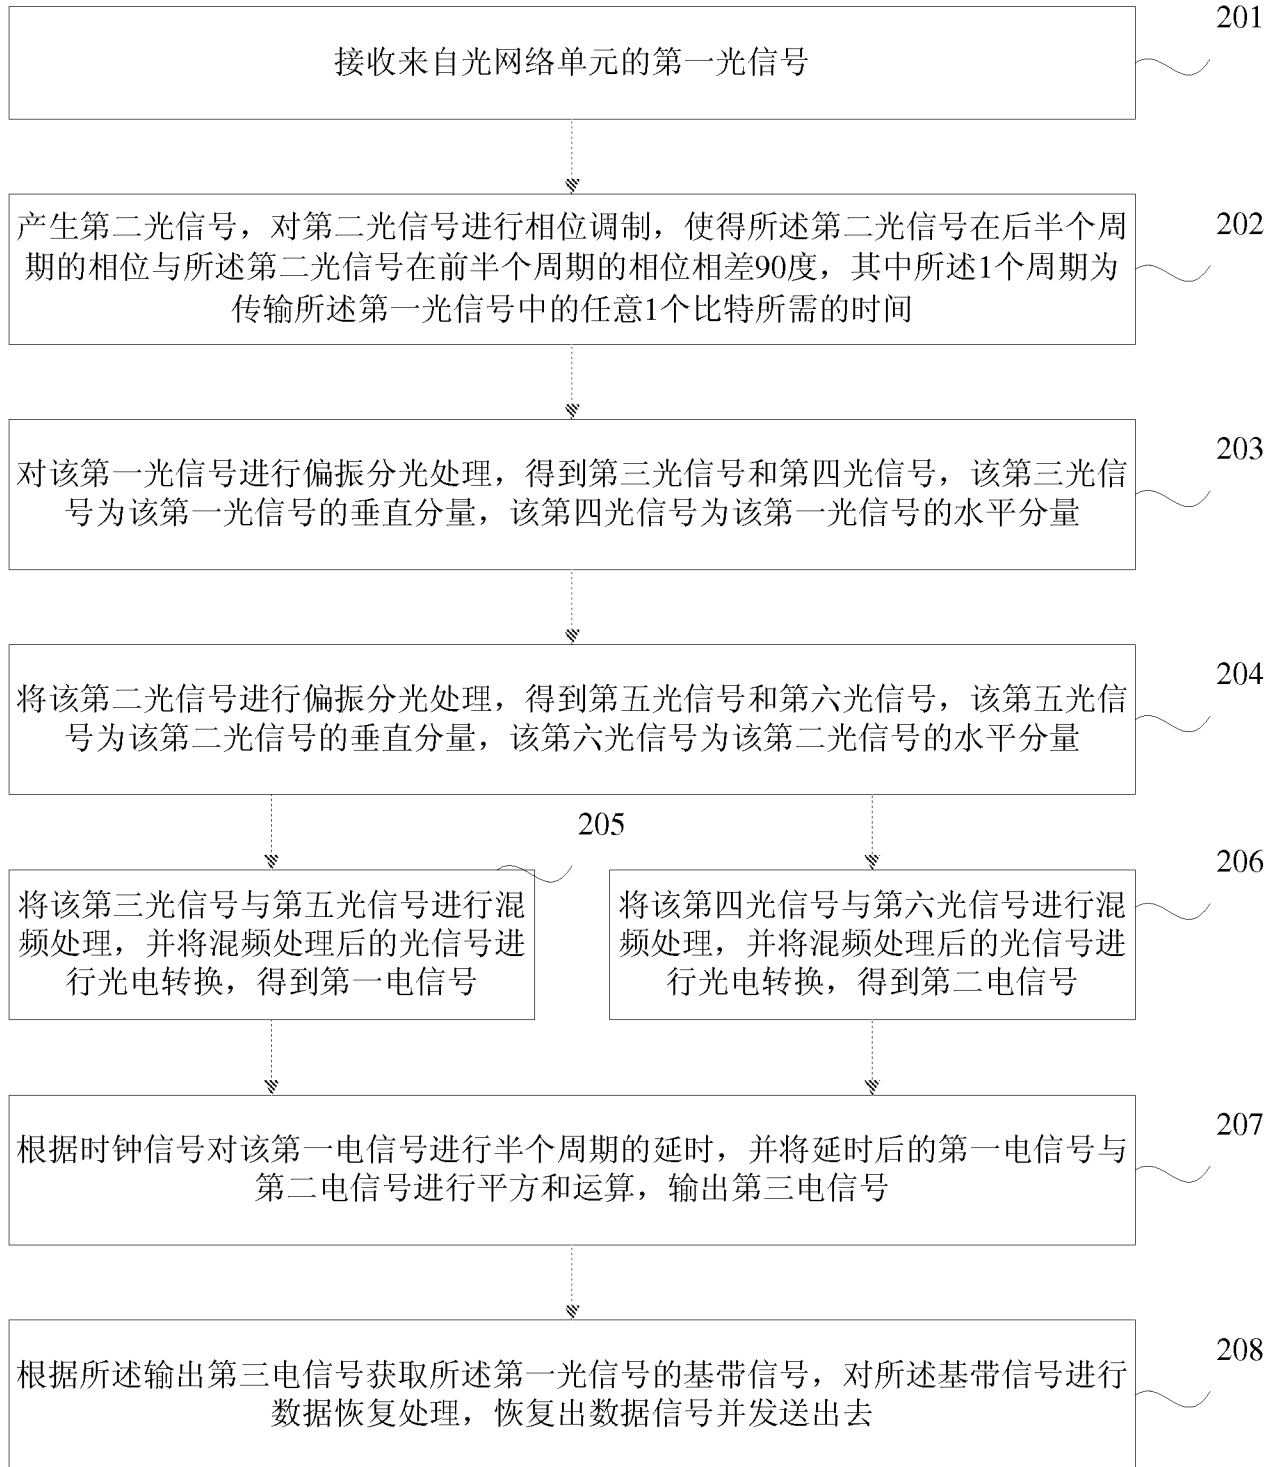 201
接收来自光网络单元的第一光信号
202
产生第二光信号，对第二光信号进行相位调制，使得所述第二光信号在后半个周
期的相位与所述第二光信号在前半个周期的相位相差90度，其中所述1个周期为
传输所述第一光信号中的任意1个比特所需的时间
203
对该第一光信号进行偏振分光处理，得到第三光信号和第四光信号，该第三光信
号为该第一光信号的垂直分量，该第四光信号为该第一光信号的水平分量
204
将该第二光信号进行偏振分光处理，得到第五光信号和第六光信号，该第五光信
号为该第二光信号的垂直分量，该第六光信号为该第二光信号的水平分量
205
将该第三光信号与第五光信号进行混
频处理，并将混频处理后的光信号进
行光电转换，得到第一电信号
206
将该第四光信号与第六光信号进行混
频处理，并将混频处理后的光信号进
行光电转换，得到第二电信号
207
根据时钟信号对该第一电信号进行半个周期的延时，并将延时后的第一电信号与
第二电信号进行平方和运算，输出第三电信号
208
根据所述输出第三电信号获取所述第一光信号的基带信号，对所述基带信号进行
数据恢复处理，恢复出数据信号并发送出去